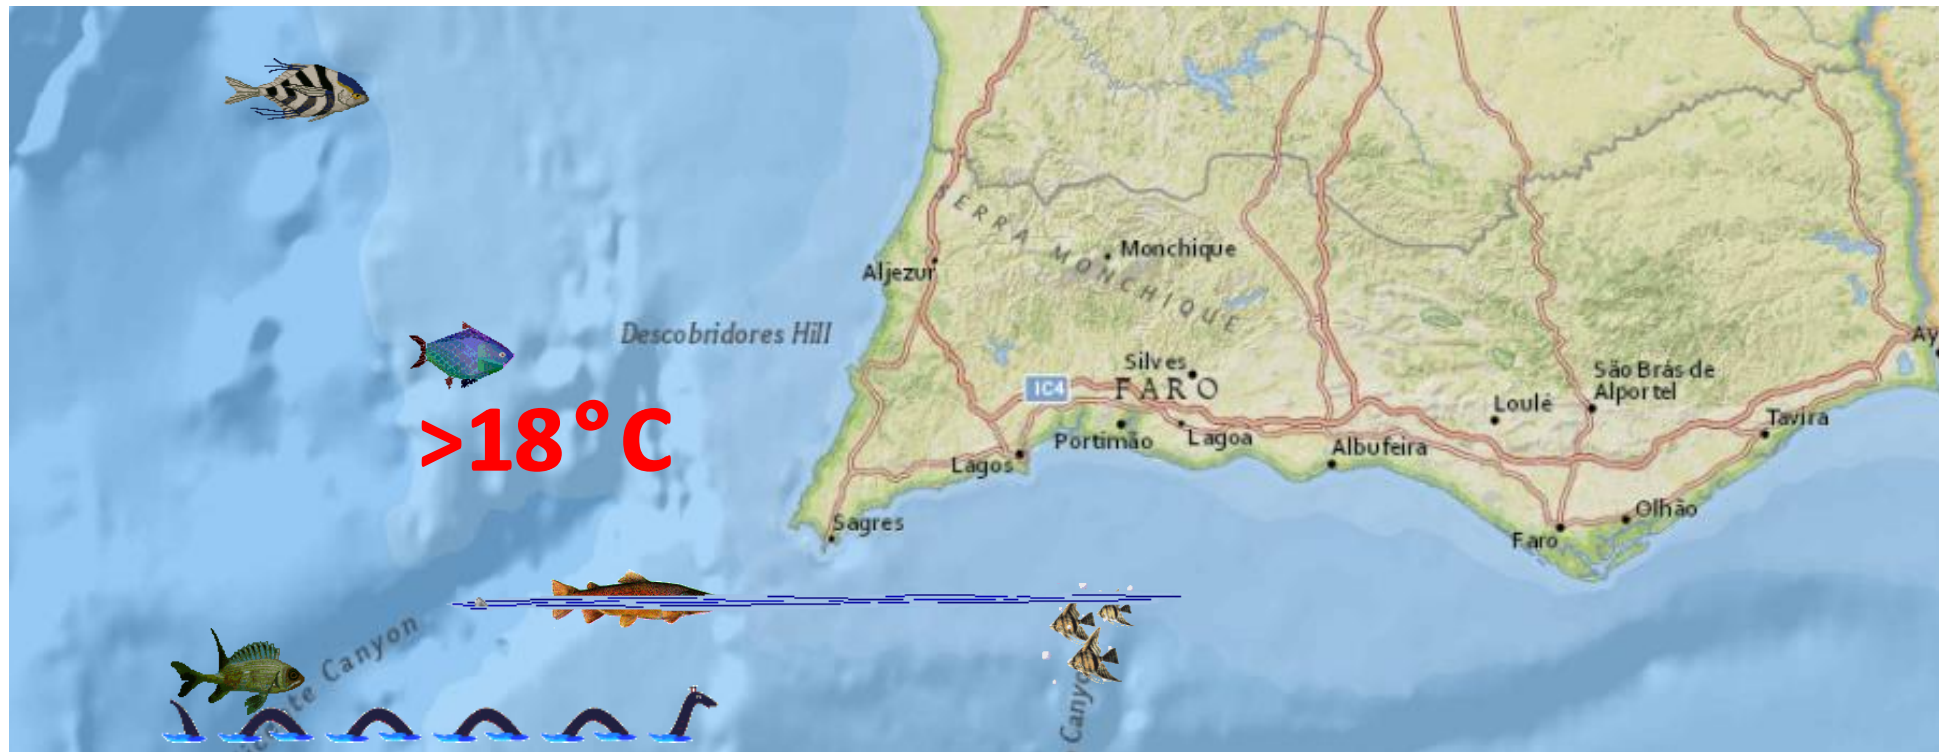 SERRA MONCHIQUE
Monchique
Aljezur
Descobridores Hill
Silves
IC4
FARO
São Brás de
Alportel
Loulé
Tavira
>18°C
Portimão
Lagoa
Albufeira
Lagos
Sagres
Olhão
Faro
Canyon